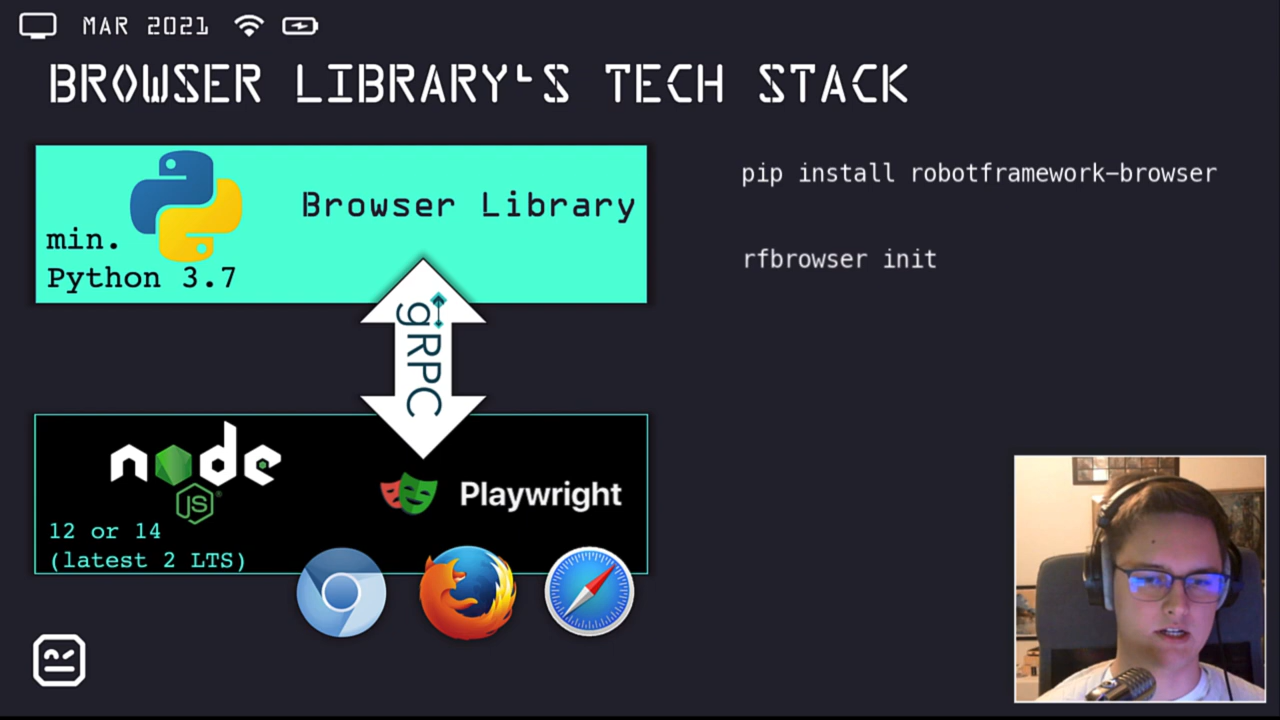 MAR 2021
BROWSER LIBRARY'S TECH STACK
Browser Library
min.
Python 3.7
pip install robotframework-browser
rfbrowser init
gRPC
node
JS
Playwright
12 or 14
(latest 2 LTS)